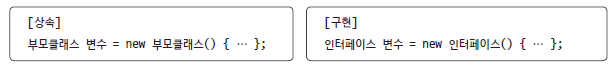 [상속]
부모클래스 변수 = new 부모클래스() { … };
[구현]
인터페이스 변수 = new 인터페이스() { … };